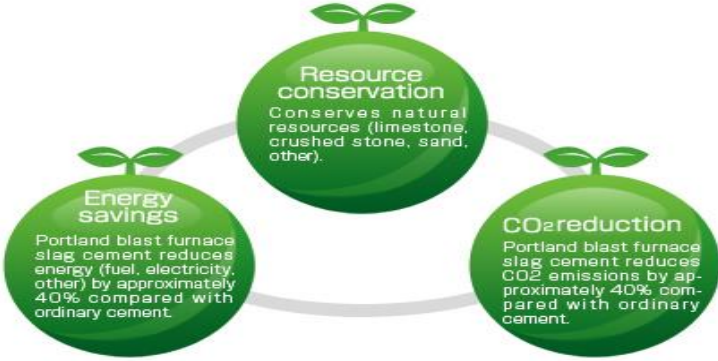 Resource
conservation
Conserves natural
resources (limestone,
crushed stone, sand,
other).
Energy
savings
Portland blast furnace
slag cement reduces
energy (fuel, electricity,
other) by approximately
40% compared with
ordinary cement.
CO2 reduction
Portland blast furnace
slag cement reduces
CO2 emissions by ap-
proximately 40% com-
pared with ordinary
cement.